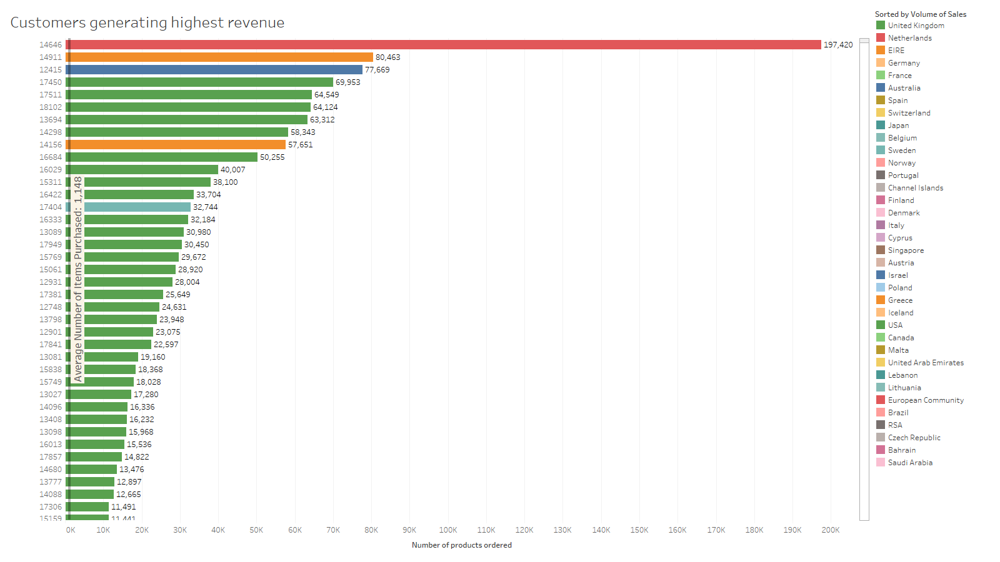 Customers generating highest revenue
14646 197,420
14911 80,463
12415 77,669
17450 69,953
17511 64,549
18102 64,124
13694 63,312
14298 58,343
14156 57,651
16684 50,255
16029 40,007
15311 38,100
16422 33,704
17404 32,744
16333 32,184
13089 30,980
17949 30,450
15769 29,672
15061 28,920
12931 28,004
17381 25,649
12748 24,631
13798 23,948
12901 23,075
17841 22,597
13081 19,160
15838 18,368
15749 18,028
13027 17,280
14096 16,336
13408 16,232
13098 15,968
16013 15,536
17857 14,822
14680 13,476
13777 12,897
14088 12,665
17306 11,491
15159 11,441
Average Number of Items Purchased: 1,148
0K 10K 20K 30K 40K 50K 60K 70K 80K 90K 100K 110K 120K 130K 140K 150K 160K 170K 180K 190K 200K
Number of products ordered
Sorted by Volume of Sales
United Kingdom
Netherlands
EIRE
Germany
France
Australia
Spain
Switzerland
Japan
Belgium
Sweden
Norway
Portugal
Channel Islands
Finland
Denmark
Italy
Cyprus
Singapore
Austria
Israel
Poland
Greece
Iceland
USA
Canada
Malta
United Arab Emirates
Lebanon
Lithuania
European Community
Brazil
RSA
Czech Republic
Bahrain
Saudi Arabia